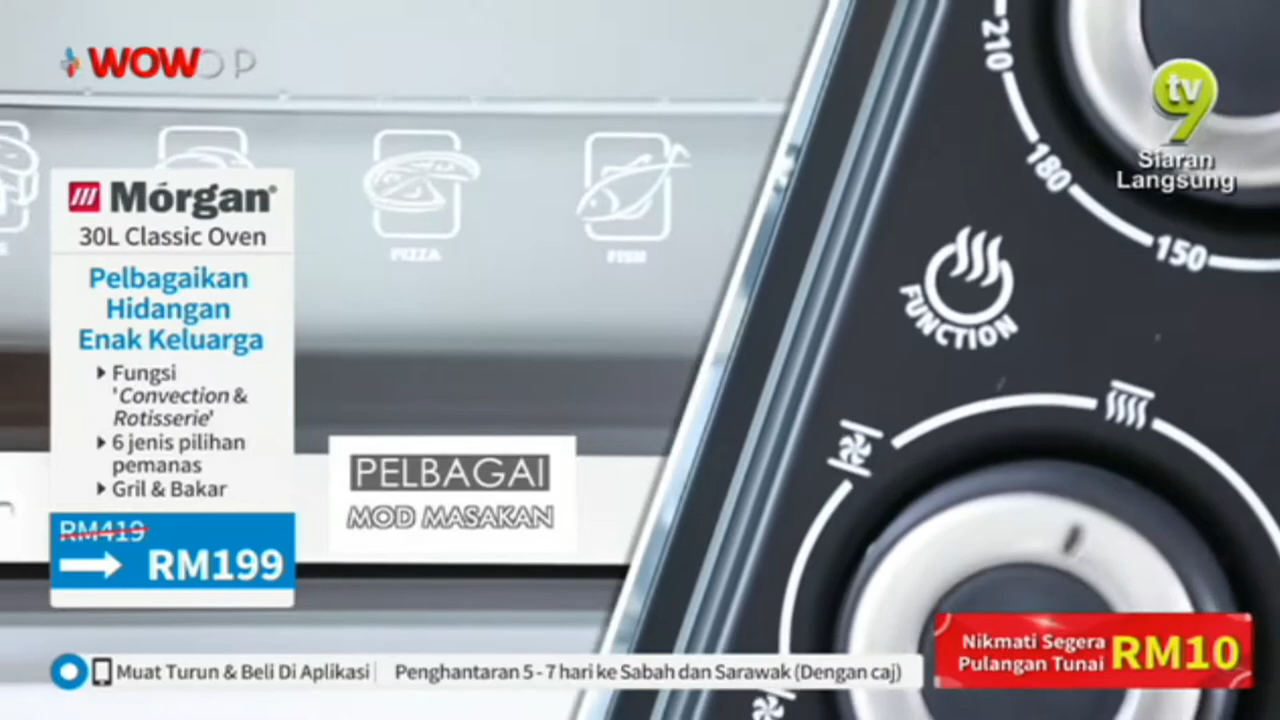 WOW
tv9
Siaran
Langsung
210
180
150
FUNCTION
PIZZA
FISH
Mórgan®
30L Classic Oven
Pelbagaikan
Hidangan
Enak Keluarga
Fungsi
'Convection &
Rotisserie'
6 jenis pilihan
pemanas
Gril & Bakar
RM419
RM199
PELBAGAI
MOD MASAKAN
Muat Turun & Beli Di Aplikasi
Penghantaran 5 - 7 hari ke Sabah dan Sarawak (Dengan caj)
Nikmati Segera
Pulangan Tunai
RM10